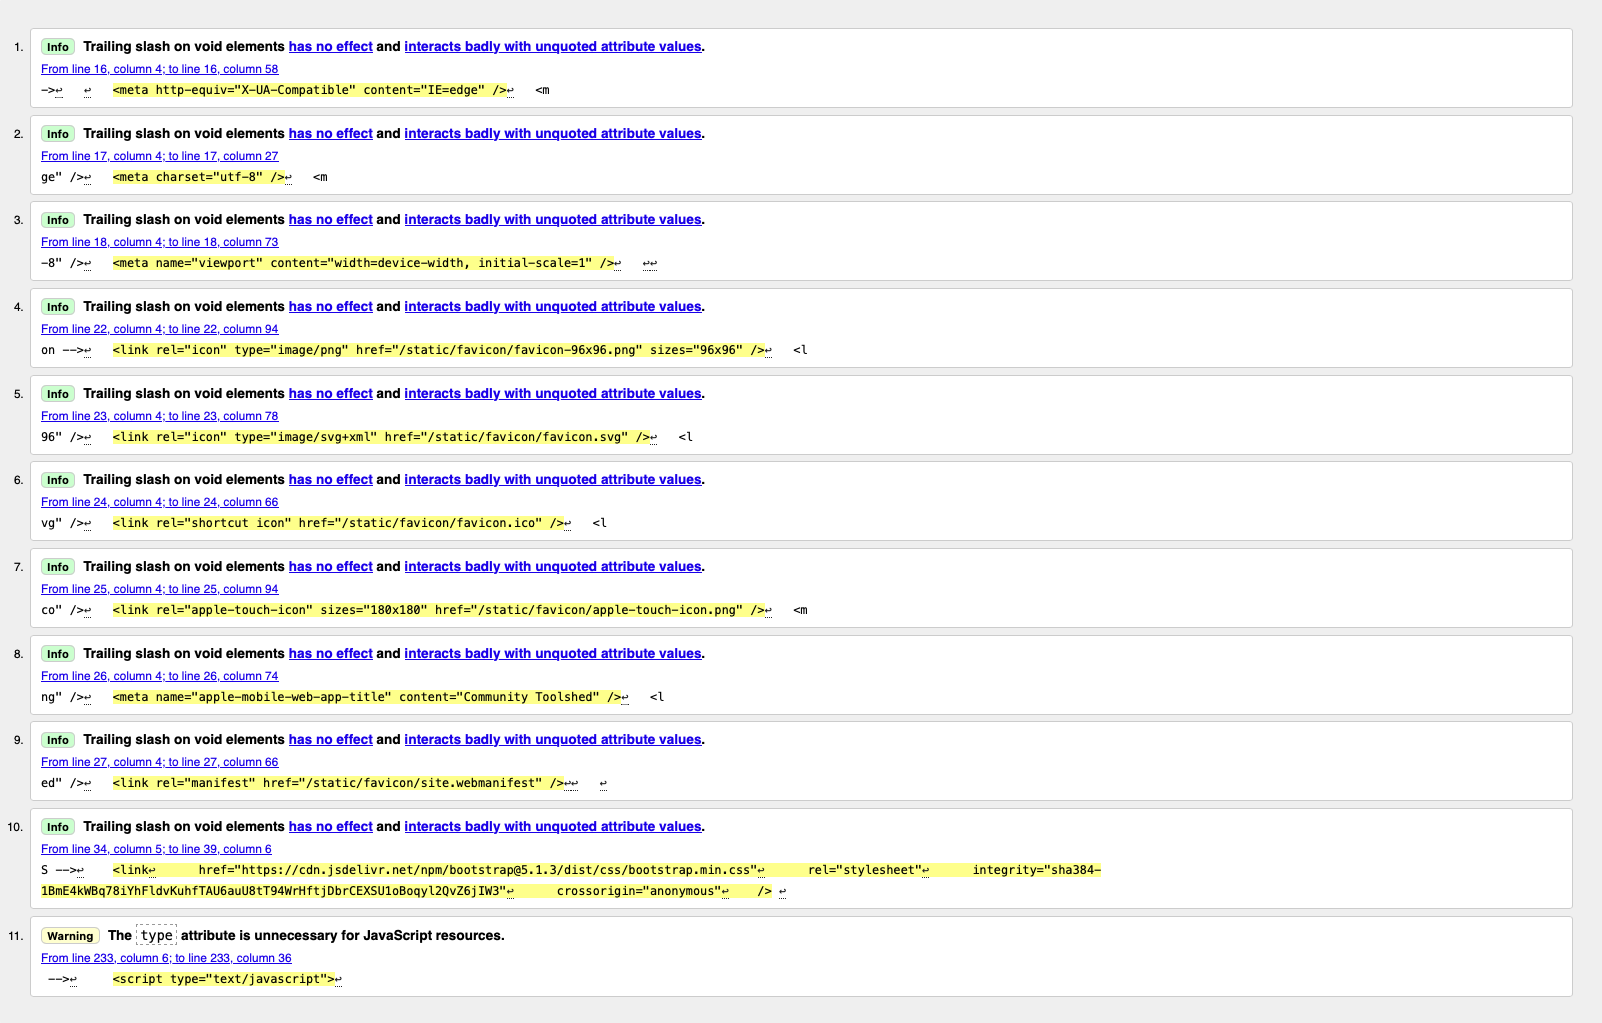 1. Info Trailing slash on void elements has no effect and interacts badly with unquoted attribute values.
From line 16, column 4; to line 16, column 58
-->↩ ↩ <meta http-equiv="X-UA-Compatible" content="IE=edge" />↩ <m
2. Info Trailing slash on void elements has no effect and interacts badly with unquoted attribute values.
From line 17, column 4; to line 17, column 27
ge" />↩ <meta charset="utf-8" />↩ <m
3. Info Trailing slash on void elements has no effect and interacts badly with unquoted attribute values.
From line 18, column 4; to line 18, column 73
-8" />↩ <meta name="viewport" content="width=device-width, initial-scale=1" />↩ ↩↩
4. Info Trailing slash on void elements has no effect and interacts badly with unquoted attribute values.
From line 22, column 4; to line 22, column 94
on -->↩ <link rel="icon" type="image/png" href="/static/favicon/favicon-96x96.png" sizes="96x96" />↩ <l
5. Info Trailing slash on void elements has no effect and interacts badly with unquoted attribute values.
From line 23, column 4; to line 23, column 78
96" />↩ <link rel="icon" type="image/svg+xml" href="/static/favicon/favicon.svg" />↩ <l
6. Info Trailing slash on void elements has no effect and interacts badly with unquoted attribute values.
From line 24, column 4; to line 24, column 66
vg" />↩ <link rel="shortcut icon" href="/static/favicon/favicon.ico" />↩ <l
7. Info Trailing slash on void elements has no effect and interacts badly with unquoted attribute values.
From line 25, column 4; to line 25, column 94
co" />↩ <link rel="apple-touch-icon" sizes="180x180" href="/static/favicon/apple-touch-icon.png" />↩ <m
8. Info Trailing slash on void elements has no effect and interacts badly with unquoted attribute values.
From line 26, column 4; to line 26, column 74
ng" />↩ <meta name="apple-mobile-web-app-title" content="Community Toolshed" />↩ <l
9. Info Trailing slash on void elements has no effect and interacts badly with unquoted attribute values.
From line 27, column 4; to line 27, column 66
ed" />↩ <link rel="manifest" href="/static/favicon/site.webmanifest" />↩↩ ↩
10. Info Trailing slash on void elements has no effect and interacts badly with unquoted attribute values.
From line 34, column 5; to line 39, column 6
S -->↩ <link↩ href="https://cdn.jsdelivr.net/npm/bootstrap@5.1.3/dist/css/bootstrap.min.css"↩ rel="stylesheet"↩ integrity="sha384-
1BmE4kWBq78iYhFldvKuhfTAU6auU8tT94WrHftjDbrCEXSU1oBoqyl2QvZ6jIW3"↩ crossorigin="anonymous"↩ /> ↩
11. Warning The type attribute is unnecessary for JavaScript resources.
From line 233, column 6; to line 233, column 36
-->↩ <script type="text/javascript">↩